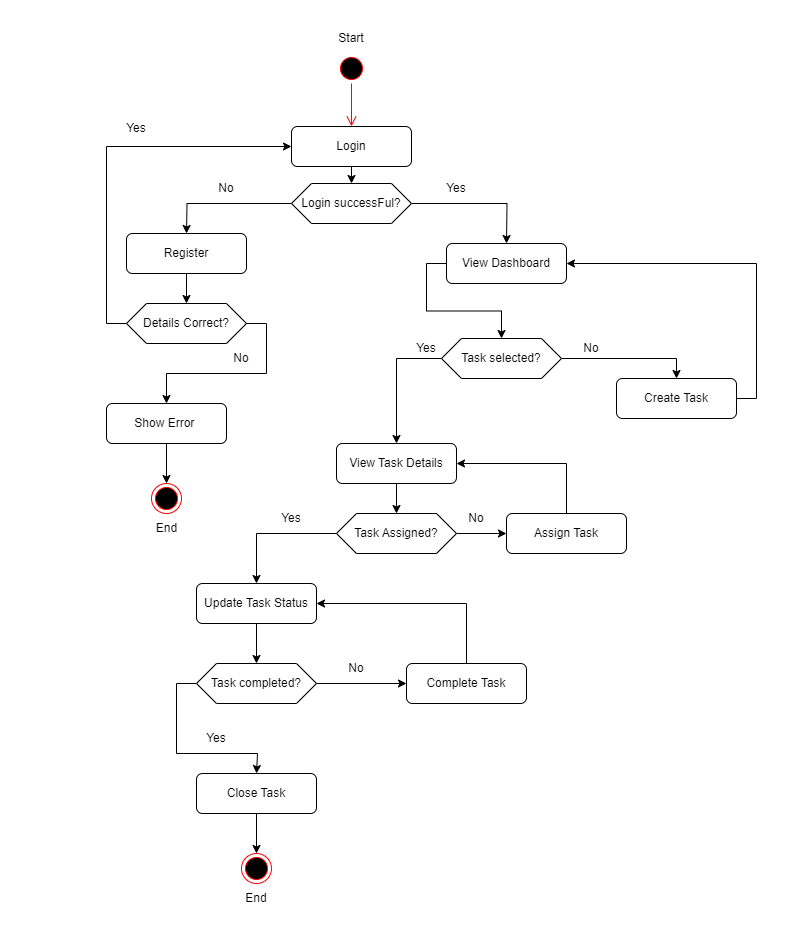 Start
Yes
Login
No
Login successFul?
Yes
Register
View Dashboard
Details Correct?
Yes
Task selected?
No
No
Create Task
Show Error
View Task Details
End
Yes
Task Assigned?
No
Assign Task
Update Task Status
Task completed?
No
Complete Task
Yes
Close Task
End